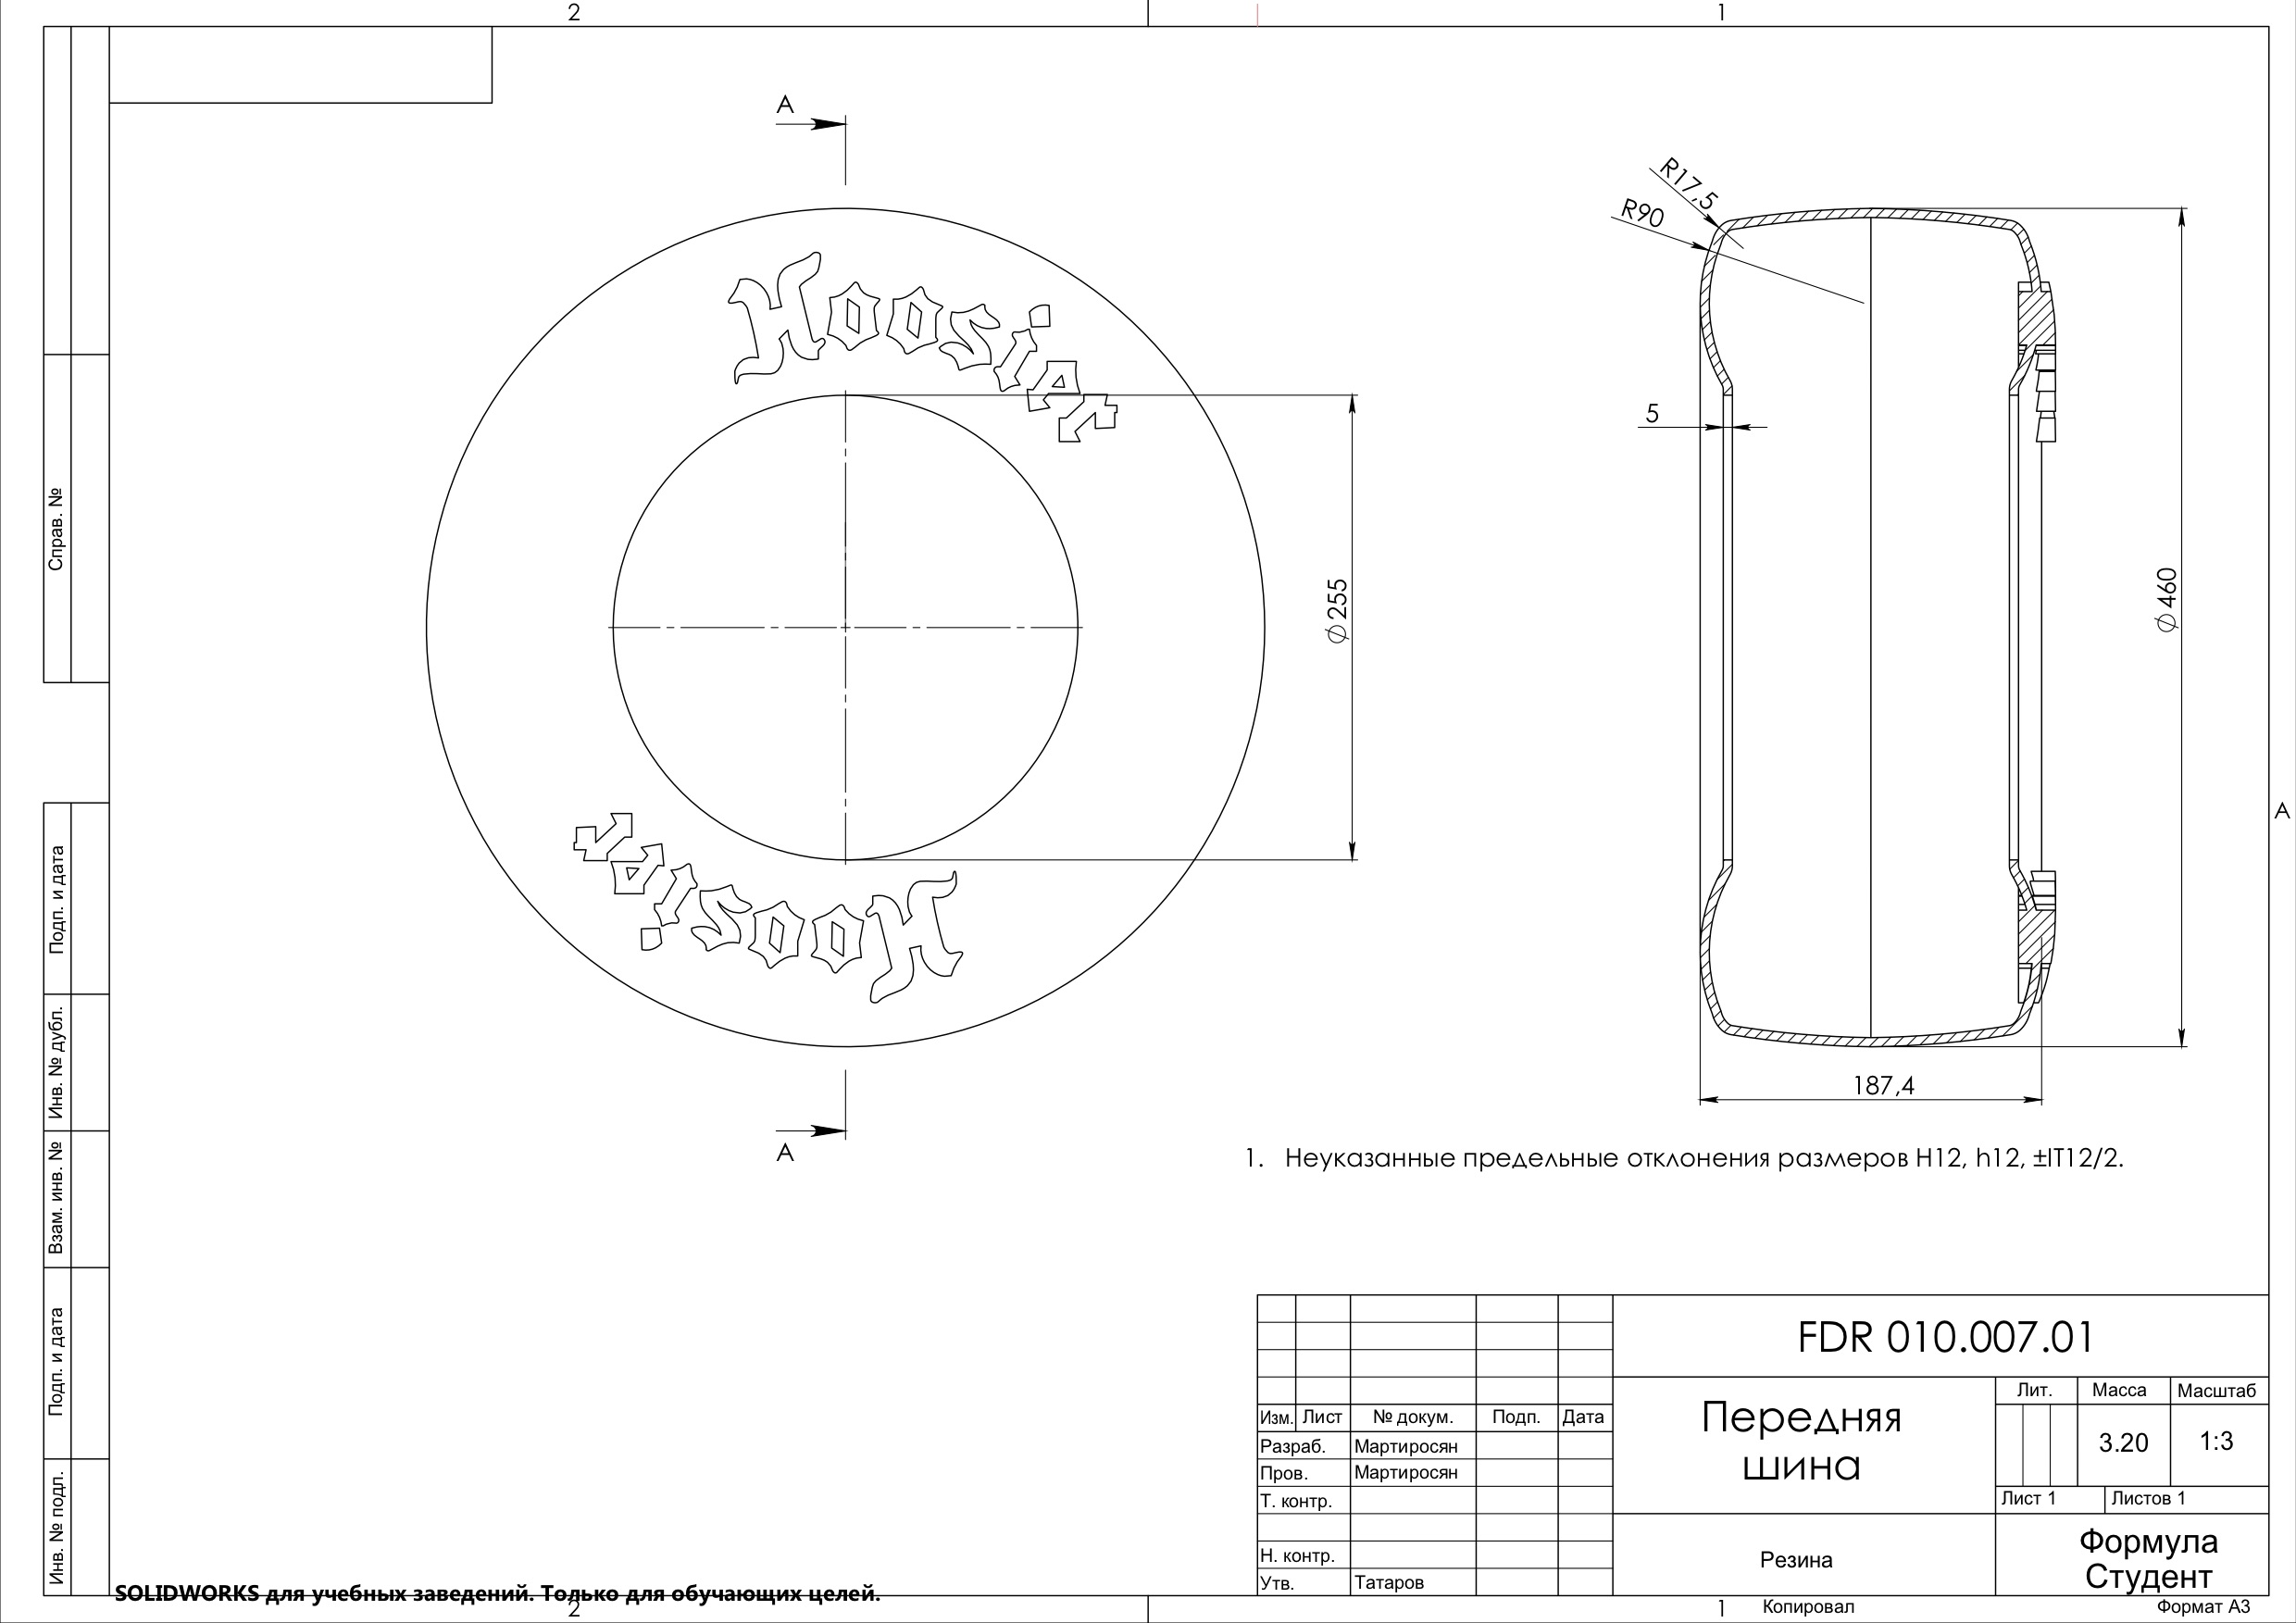 2
1
A
R17,5
R90
Hoosier
5
⌀255
⌀460
A
Hoosier
187,4
A
1. Неуказанные предельные отклонения размеров H12, h12, ±IT12/2.
Справ. №
Подп. и дата
Инв. № дубл.
Взам. инв. №
Подп. и дата
Инв. № подл.
FDR 010.007.01
Лит. Масса Масштаб
Передняя
шина
3.20 1:3
Изм. Лист № докум. Подп. Дата
Разраб. Мартиросян
Пров. Мартиросян
Т. контр.
Лист 1 Листов 1
Н. контр.
Утв. Татаров
Резина
Формула
Студент
SOLIDWORKS для учебных заведений. Только для обучающих целей.
2
1
Копировал
Формат А3